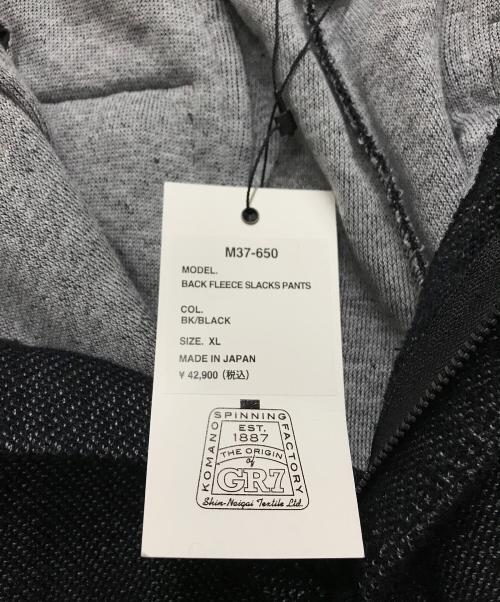 M37-650
MODEL.
BACK FLEECE SLACKS PANTS
COL.
BK/BLACK
SIZE. XL
MADE IN JAPAN
¥ 42,900 (税込)
KOMANO SPINNING FACTORY
EST.
1887
THE ORIGIN
of
GR7
Shin-Naigai Textile Ltd.